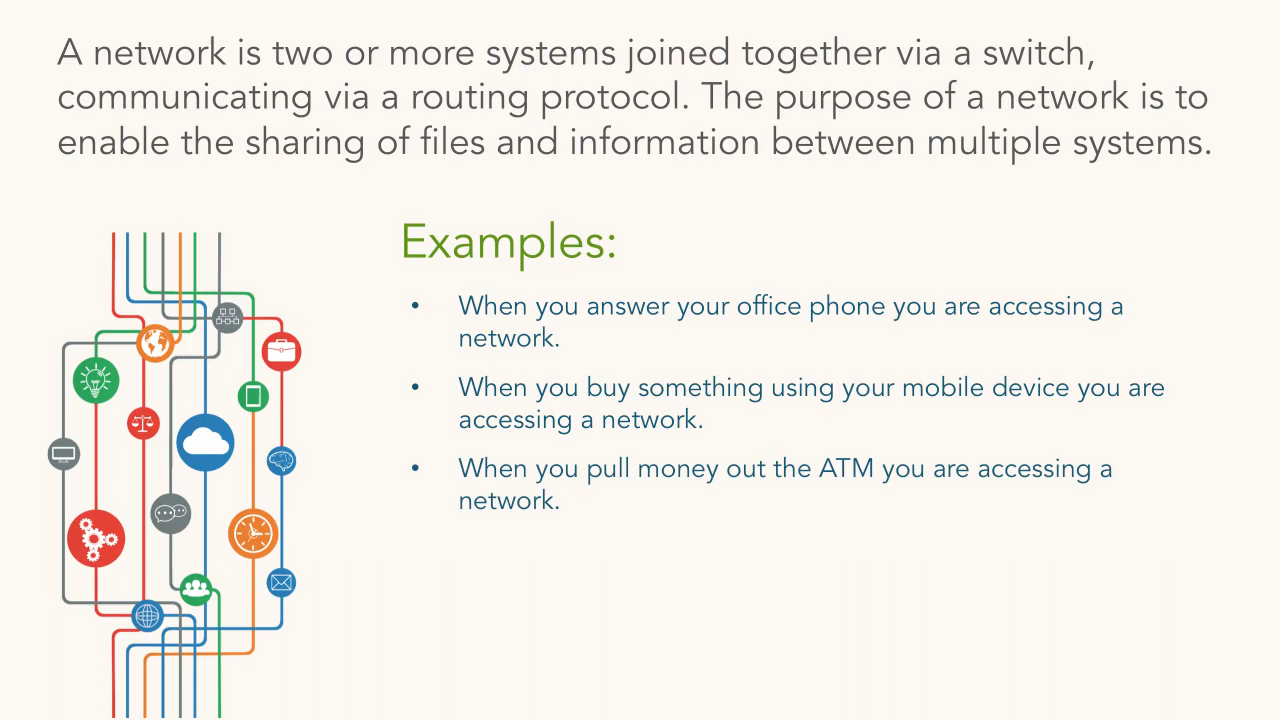 A network is two or more systems joined together via a switch,
communicating via a routing protocol. The purpose of a network is to
enable the sharing of files and information between multiple systems.
Examples:
• When you answer your office phone you are accessing a
network.
• When you buy something using your mobile device you are
accessing a network.
• When you pull money out the ATM you are accessing a
network.